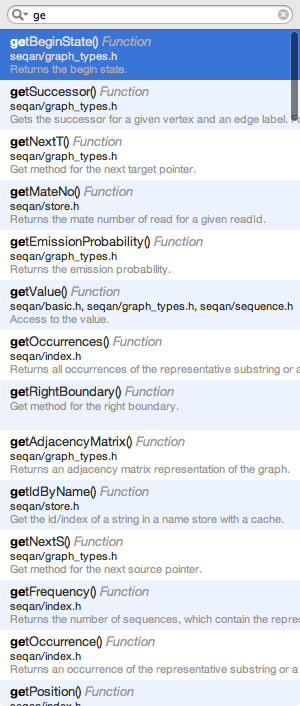 ge
getBeginState() Function
seqan/graph_types.h
Returns the begin state.
getSuccessor() Function
seqan/graph_types.h
Gets the successor for a given vertex and an edge label.
getNextT() Function
seqan/graph_types.h
Get method for the next target pointer.
getMateNo() Function
seqan/store.h
Returns the mate number of read for a given readId.
getEmissionProbability() Function
seqan/graph_types.h
Returns the emission probability.
getValue() Function
seqan/basic.h, seqan/graph_types.h, seqan/sequence.h
Access to the value.
getOccurrences() Function
seqan/index.h
Returns all occurrences of the representative substring or a
getRightBoundary() Function
Get method for the right boundary.
getAdjacencyMatrix() Function
seqan/graph_types.h
Returns an adjacency matrix representation of the graph.
getIdByName() Function
seqan/store.h
Get the id/index of a string in a name store with a cache.
getNextS() Function
seqan/graph_types.h
Get method for the next source pointer.
getFrequency() Function
seqan/index.h
Returns the number of sequences, which contain the repres
getOccurrence() Function
seqan/index.h
Returns an occurrence of the representative substring or a
getPosition() Function
seqan/index.h